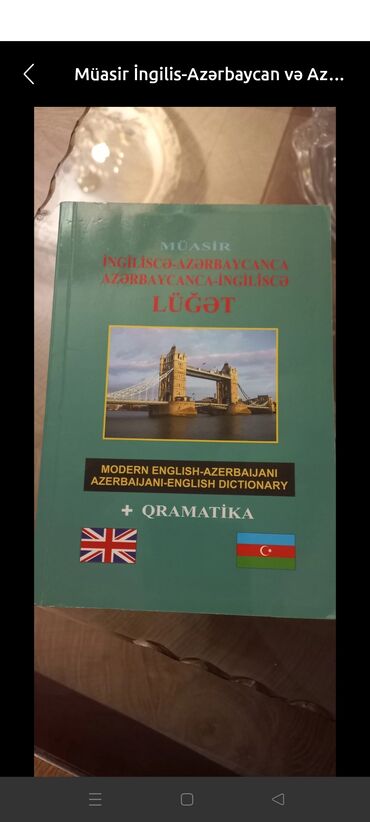 Müasir İngilis-Azərbaycan və Az...
MÜASİR
İNGİLİSCƏ-AZƏRBAYCANCA
AZƏRBAYCANCA-İNGİLİSCƏ
LÜĞƏT
MODERN ENGLISH-AZERBAIJANI
AZERBAIJANI-ENGLISH DICTIONARY
+ QRAMATİKA